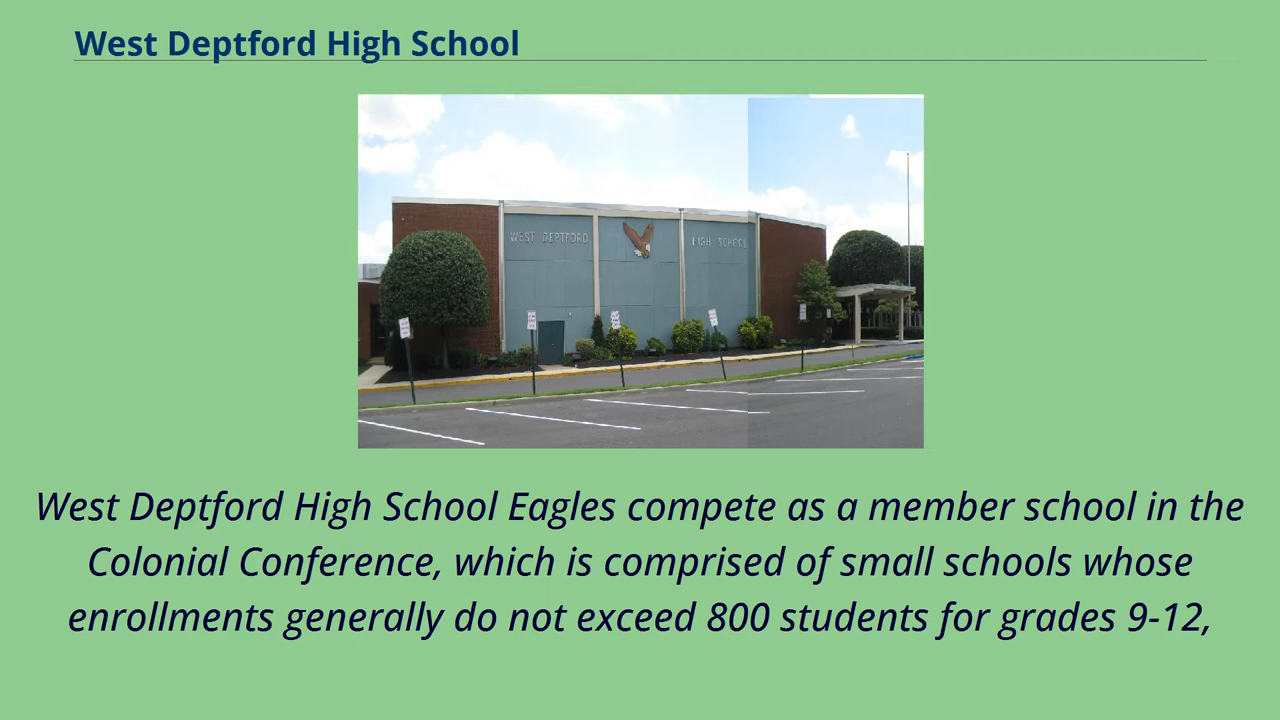 West Deptford High School
WEST DEPTFORD HIGH SCHOOL
West Deptford High School Eagles compete as a member school in the
Colonial Conference, which is comprised of small schools whose
enrollments generally do not exceed 800 students for grades 9-12,